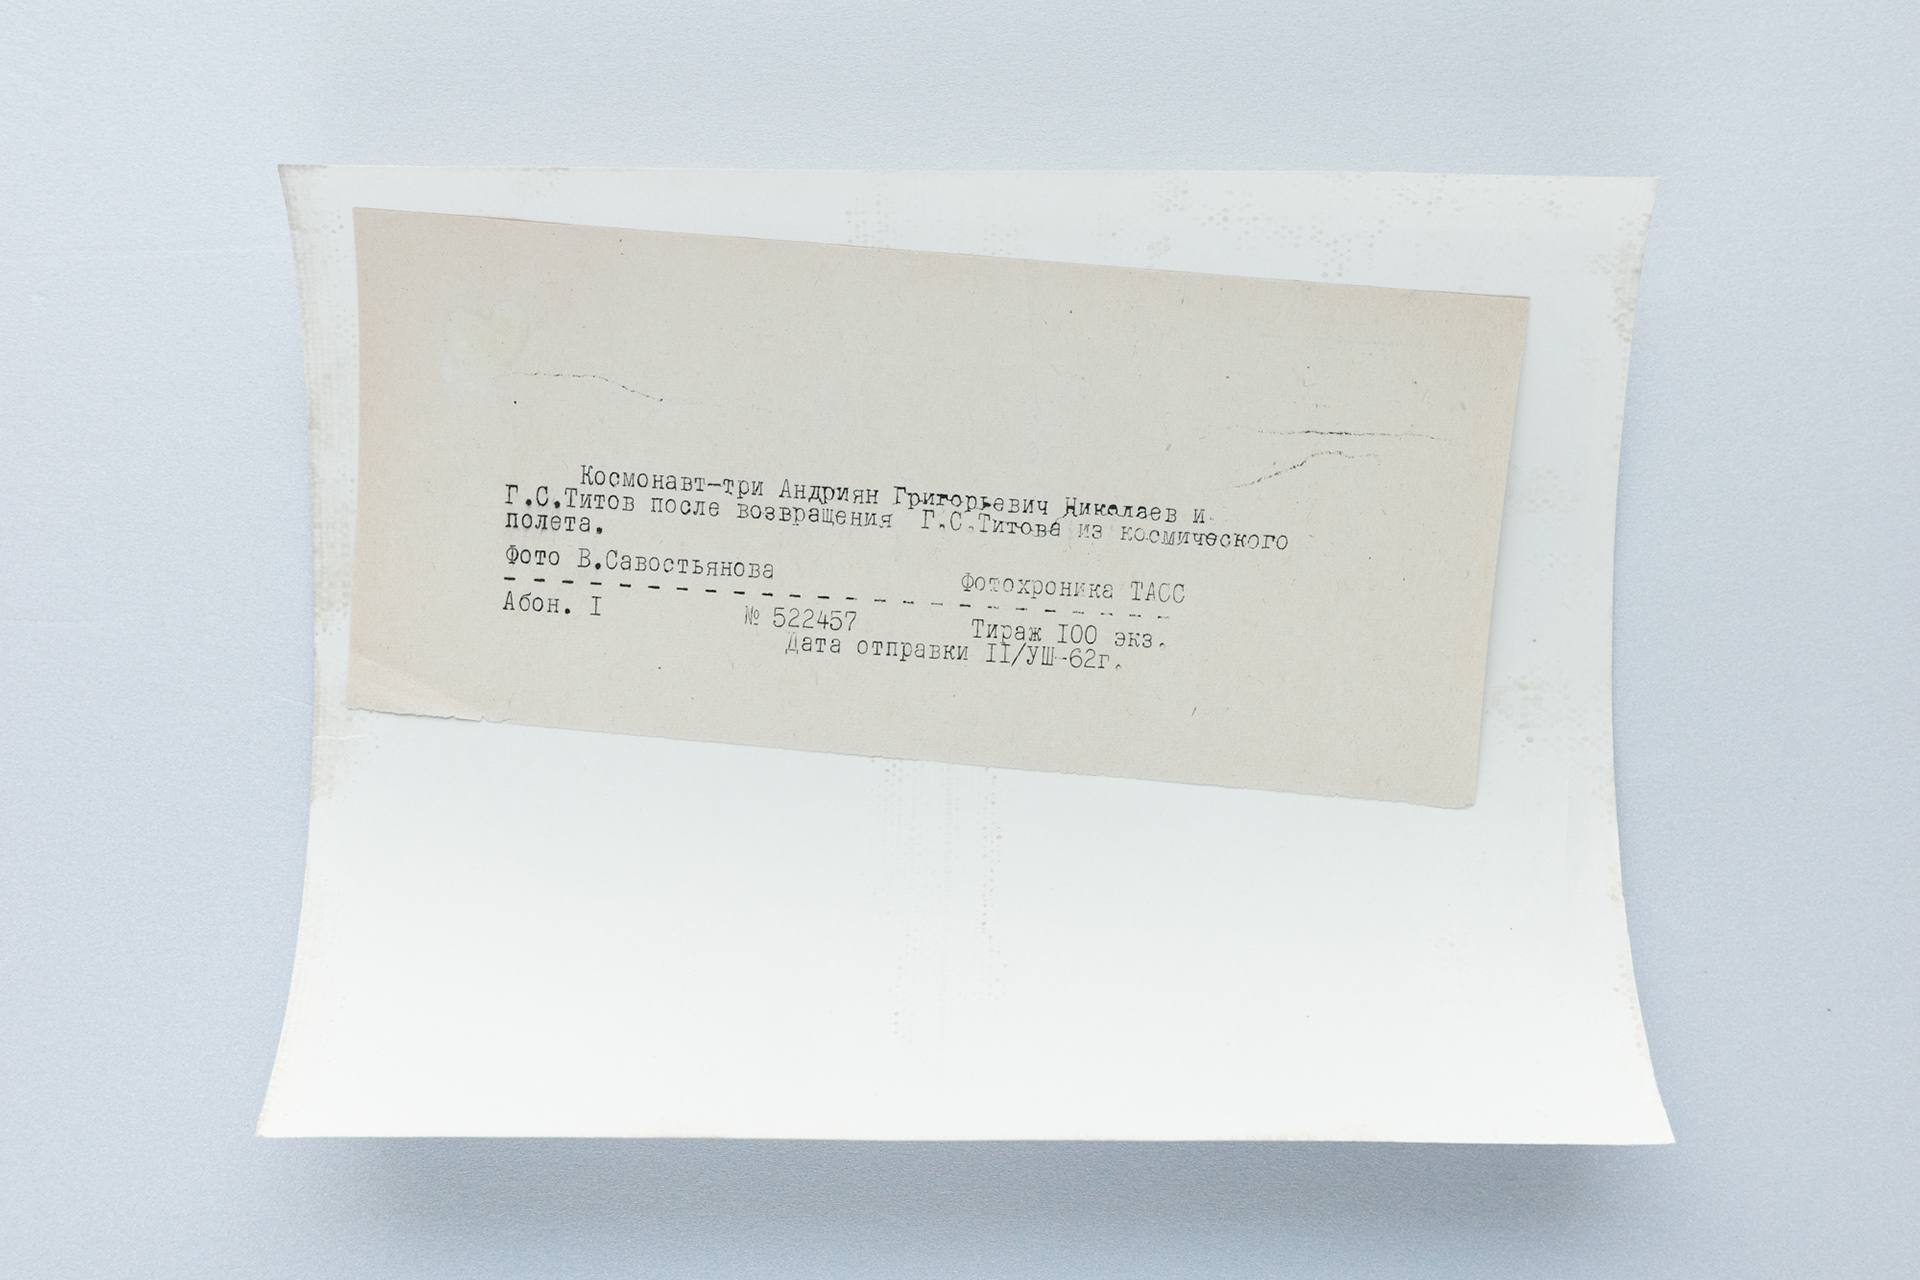 Космонавт-три Андриян Григорьевич Николаев и
Г.С.Титов после возвращения Г.С.Титова из космического
полета.
Фото В.Савостьянова Фотохроника ТАСС
- - - - - - - - - - - - - - - - - - - - - - - -
Абон. I № 522457 Тираж I00 экз.
Дата отправки II/УШ-62г.